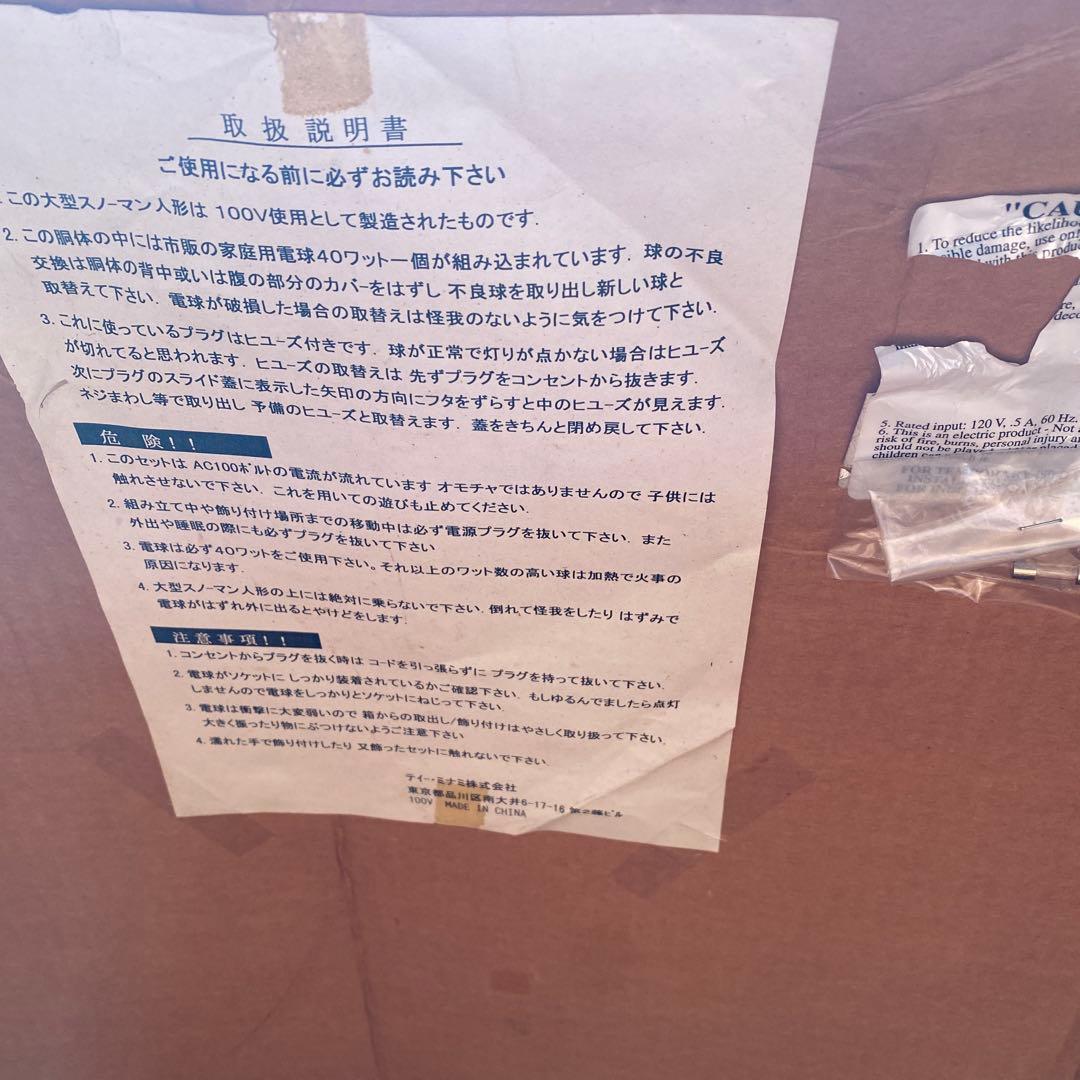 取扱説明書
ご使用になる前に必ずお読み下さい
この大型スノーマン人形は 100V使用として製造されたものです.
2. この胴体の中には市販の家庭用電球40ワット一個が組み込まれています. 球の不良
交換は胴体の背中或いは腹の部分のカバーをはずし 不良球を取り出し新しい球と
取替えて下さい. 電球が破損した場合の取替えは怪我のないように気をつけて下さい.
3. これに使っているプラグはヒユーズ付きです. 球が正常で灯りが点かない場合はヒユーズ
が切れてると思われます. ヒユーズの取替えは 先ずプラグをコンセントから抜きます.
次にプラグのスライド蓋に表示した矢印の方向にフタをずらすと中のヒユーズが見えます.
ネジまわし等で取り出し 予備のヒユーズと取替えます. 蓋をきちんと閉め戻して下さい.
危 険!!
1. このセットは AC100ボルトの電流が流れています オモチャではありませんので 子供には
触れさせないで下さい. これを用いての遊びも止めてください.
2. 組み立て中や飾り付け場所までの移動中は必ず電源プラグを抜いて下さい. また
外出や睡眠の際にも必ずプラグを抜いて下さい
3. 電球は必ず40ワットをご使用下さい。それ以上のワット数の高い球は加熱で火事の
原因になります.
4. 大型スノーマン人形の上には絶対に乗らないで下さい. 倒れて怪我をしたり はずみで
電球がはずれ外に出るとやけどをします.
注意事項!!
1. コンセントからプラグを抜く時は コードを引っ張らずに プラグを持って抜いて下さい.
2. 電球がソケットに しっかり装着されているかご確認下さい. もしゆるんでましたら点灯
しませんので電球をしっかりとソケットにねじって下さい.
3. 電球は衝撃に大変弱いので 箱からの取出し/飾り付けはやさしく取り扱って下さい.
大きく振ったり物にぶつけないようご注意下さい
4. 濡れた手で飾り付けしたり 又飾ったセットに触れないで下さい.
ティー・ミナミ株式会社
東京都品川区南大井6-17-16
100V MADE IN CHINA
"CAU
1. To reduce the likeliho
sible damage, use only
with this Produ
5. Rated input: 120 V, .5 A, 60 Hz.
6. This is an electric product - Not
risk of fire, burns, personal injury
should not be
children